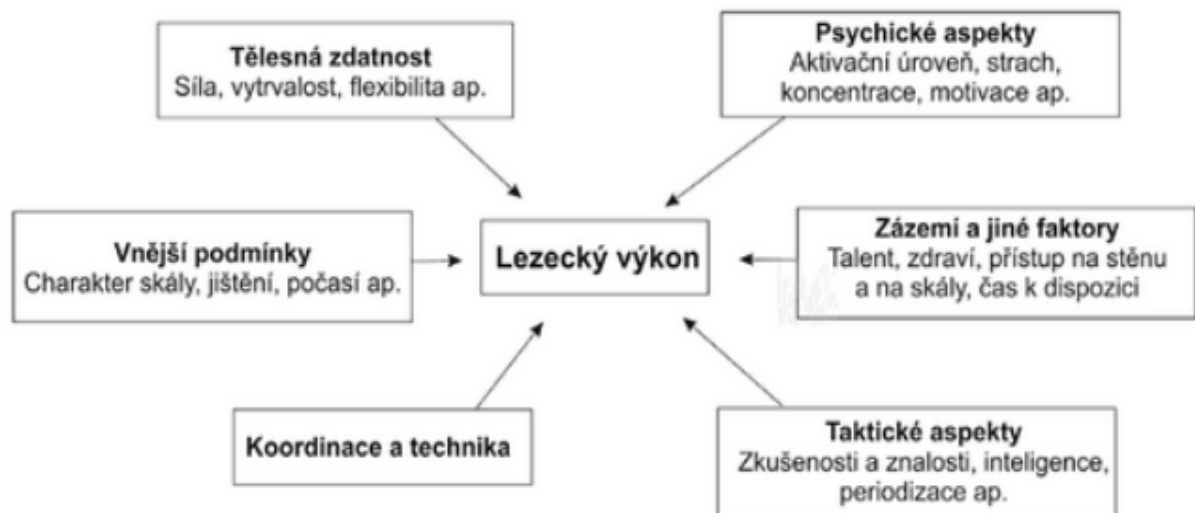 Tělesná zdatnost
Síla, vytrvalost, flexibilita ap.
Psychické aspekty
Aktivační úroveň, strach,
koncentrace, motivace ap.
Vnější podmínky
Charakter skály, jištění, počasí ap.
Lezecký výkon
Zázemí a jiné faktory
Talent, zdraví, přístup na stěnu
a na skály, čas k dispozici
Koordinace a technika
Taktické aspekty
Zkušenosti a znalosti, inteligence,
periodizace ap.